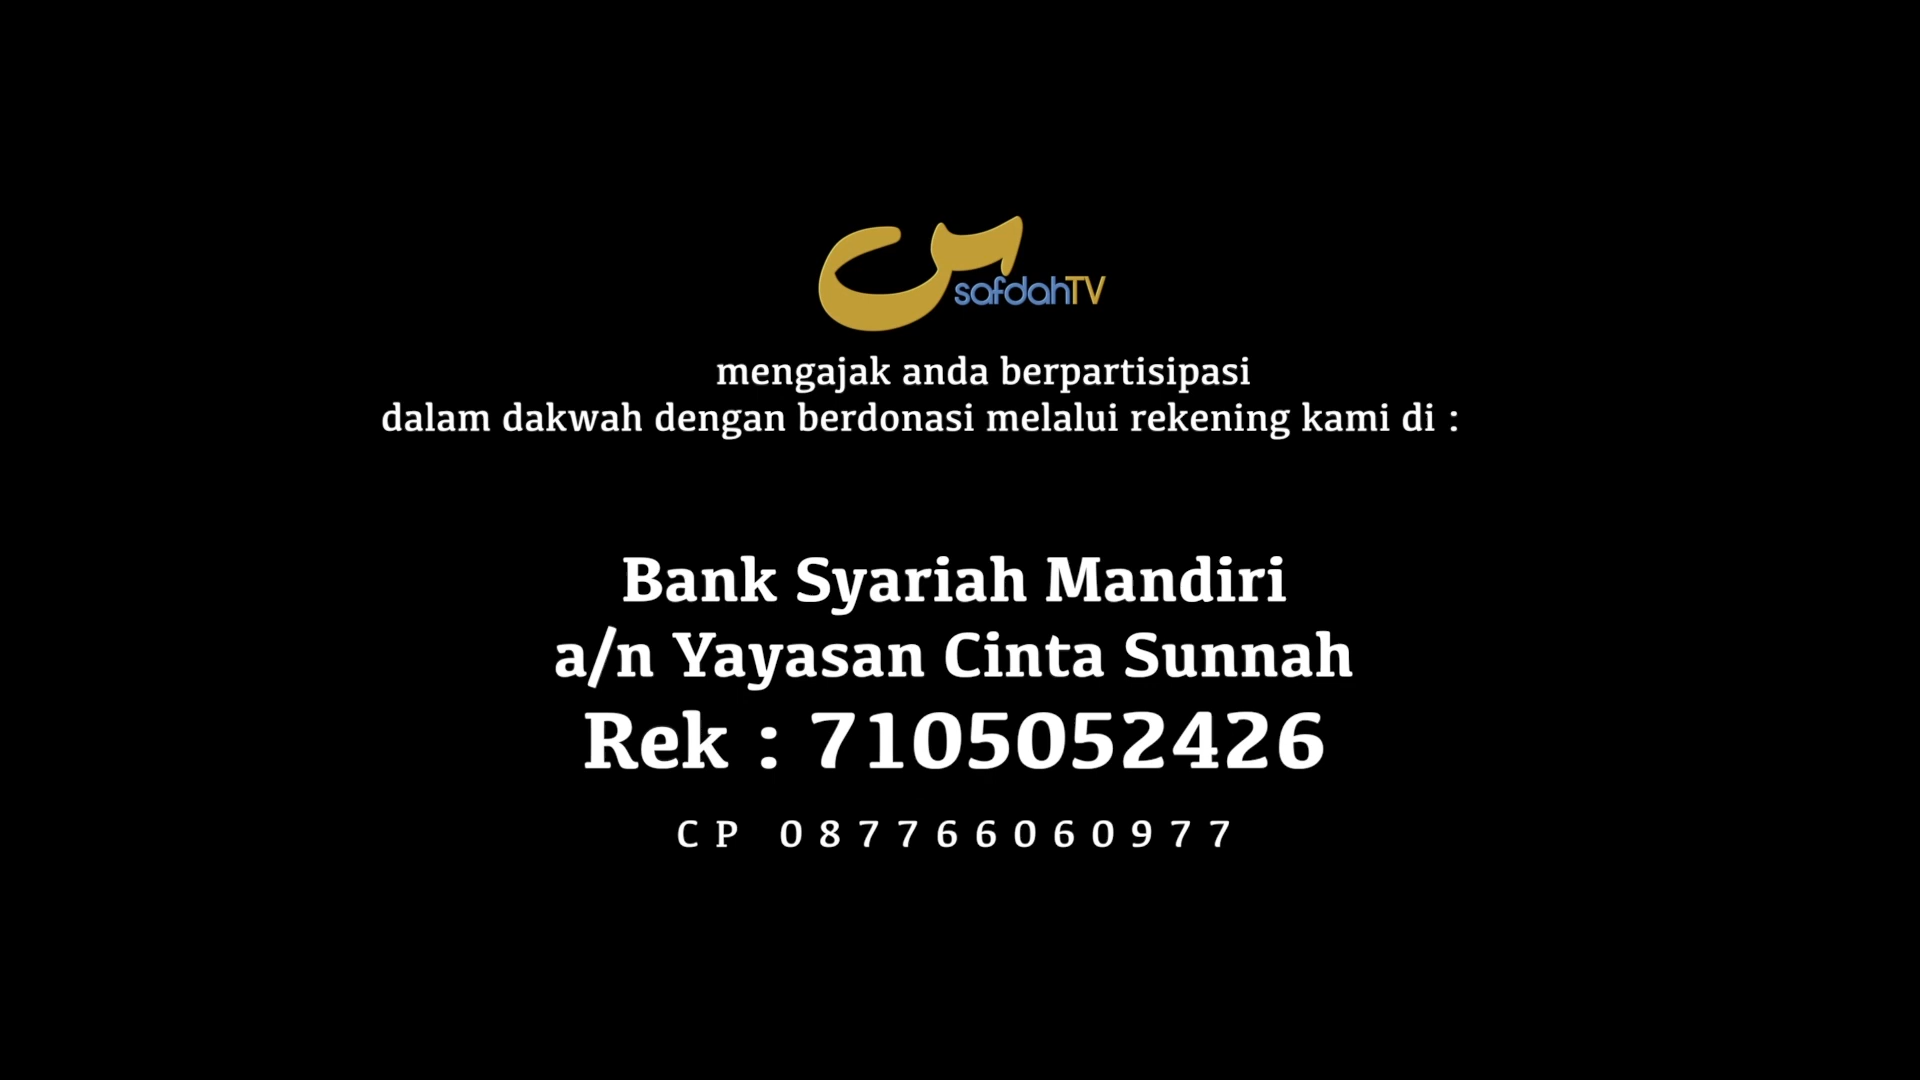 س
safdahTV
mengajak anda berpartisipasi
dalam dakwah dengan berdonasi melalui rekening kami di :
Bank Syariah Mandiri
a/n Yayasan Cinta Sunnah
Rek : 7105052426
CP 087766060977